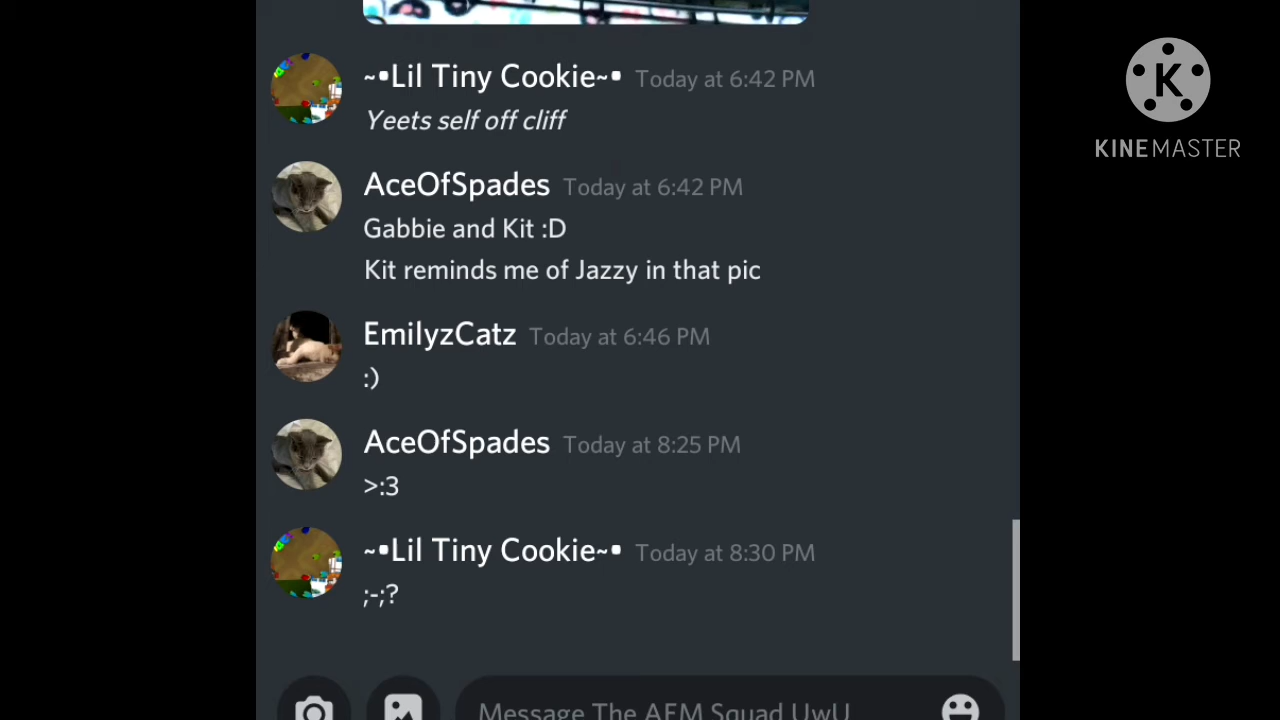 ~•Lil Tiny Cookie~• Today at 6:42 PM
Yeets self off cliff
AceOfSpades Today at 6:42 PM
Gabbie and Kit :D
Kit reminds me of Jazzy in that pic
EmilyzCatz Today at 6:46 PM
:)
AceOfSpades Today at 8:25 PM
>:3
~•Lil Tiny Cookie~• Today at 8:30 PM
;-;?
Message The AFM Squad UwU
K
KINEMASTER